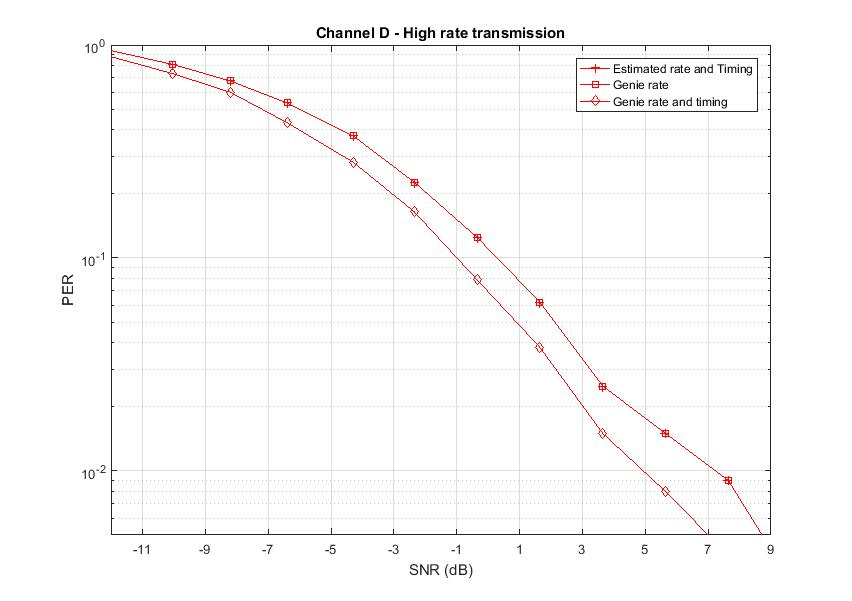 Channel D - High rate transmission
Estimated rate and Timing
Genie rate
Genie rate and timing
10^0
10^-1
10^-2
PER
-11 -9 -7 -5 -3 -1 1 3 5 7 9
SNR (dB)